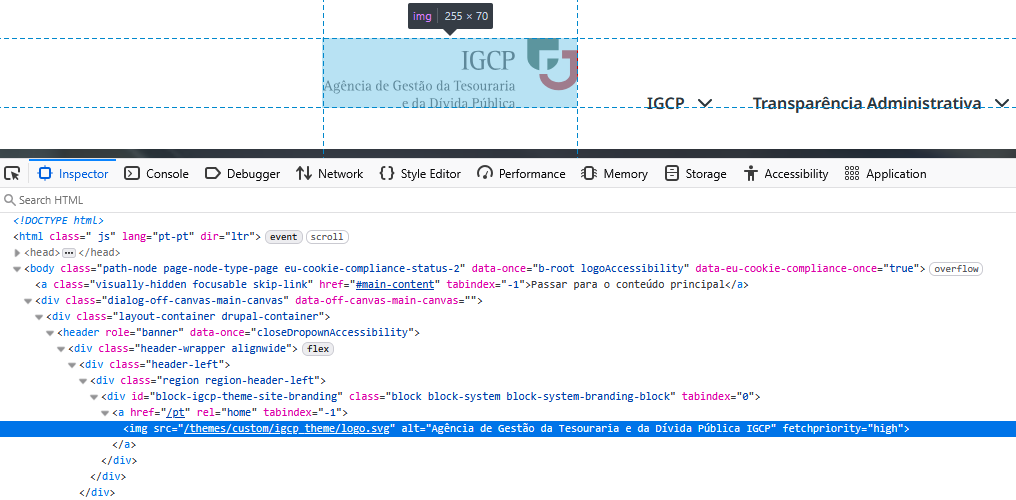 img 255 × 70
IGCP
Agência de Gestão da Tesouraria
e da Dívida Pública
IGCP Transparência Administrativa
Inspector Console Debugger Network Style Editor Performance Memory Storage Accessibility Application
Search HTML
<!DOCTYPE html>
<html class=" js" lang="pt-pt" dir="ltr"> event scroll
<head> ... </head>
<body class="path-node page-node-type-page eu-cookie-compliance-status-2" data-once="b-root logoAccessibility" data-eu-cookie-compliance-once="true"> overflow
<a class="visually-hidden focusable skip-link" href="#main-content" tabindex="-1">Passar para o conteúdo principal</a>
<div class="dialog-off-canvas-main-canvas" data-off-canvas-main-canvas="">
<div class="layout-container drupal-container">
<header role="banner" data-once="closeDropownAccessibility">
<div class="header-wrapper alignwide"> flex
<div class="header-left">
<div class="region region-header-left">
<div id="block-igcp-theme-site-branding" class="block block-system block-system-branding-block" tabindex="0">
<a href="/pt" rel="home" tabindex="-1">
<img src="/themes/custom/igcp_theme/logo.svg" alt="Agência de Gestão da Tesouraria e da Dívida Pública IGCP" fetchpriority="high">
</a>
</div>
</div>
</div>